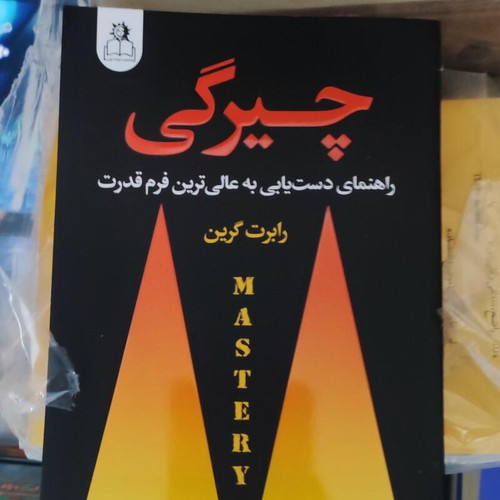 چیرگی
راهنمای دست‌یابی به عالی‌ترین فرم قدرت
رابرت گرین
MASTERY